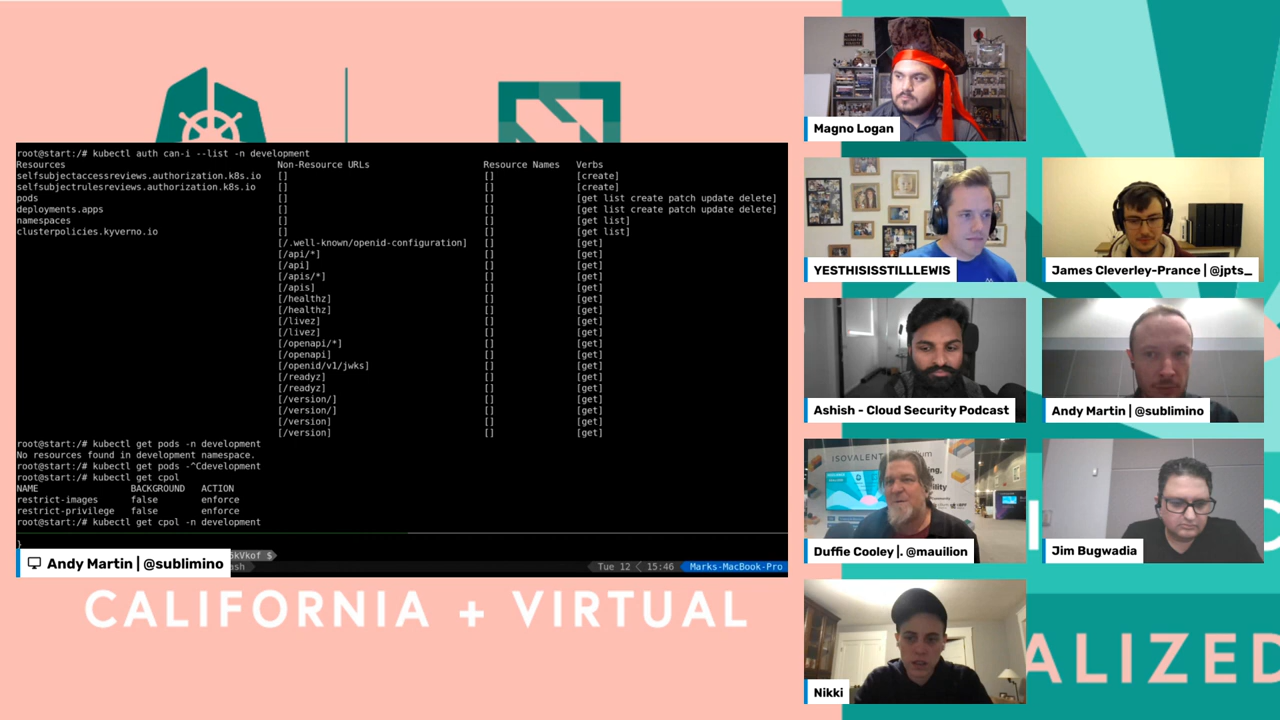 root@start:/# kubectl auth can-i --list -n development
Resources Non-Resource URLs Resource Names Verbs
selfsubjectaccessreviews.authorization.k8s.io [] [] [create]
selfsubjectrulesreviews.authorization.k8s.io [] [] [create]
pods [] [] [get list create patch update delete]
deployments.apps [] [] [get list create patch update delete]
namespaces [] [] [get list]
clusterpolicies.kyverno.io [] [] [get list]
[/.well-known/openid-configuration] [] [get]
[/api/*] [] [get]
[/api] [] [get]
[/apis/*] [] [get]
[/apis] [] [get]
[/healthz] [] [get]
[/healthz] [] [get]
[/livez] [] [get]
[/livez] [] [get]
[/openapi/*] [] [get]
[/openapi] [] [get]
[/openid/v1/jwks] [] [get]
[/readyz] [] [get]
[/readyz] [] [get]
[/version/] [] [get]
[/version/] [] [get]
[/version] [] [get]
[/version] [] [get]
root@start:/# kubectl get pods -n development
No resources found in development namespace.
root@start:/# kubectl get pods -^Cdevelopment
root@start:/# kubectl get cpol
NAME BACKGROUND ACTION
restrict-images false enforce
restrict-privilege false enforce
root@start:/# kubectl get cpol -n development
}
kVkof $
ash Tue 12 15:46 Marks-MacBook-Pro
Andy Martin | @sublimino
CALIFORNIA + VIRTUAL
Magno Logan
YESTHISISSTILLLEWIS
James Cleverley-Prance | @jpts_
Ashish - Cloud Security Podcast
Andy Martin | @sublimino
ISOVALENT
Duffie Cooley |. @mauilion
Jim Bugwadia
Nikki
ALIZED